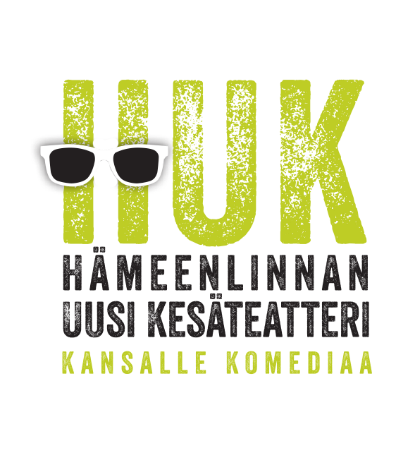 HUK
HÄMEENLINNAN
UUSI KESÄTEATTERI
KANSALLE KOMEDIAA